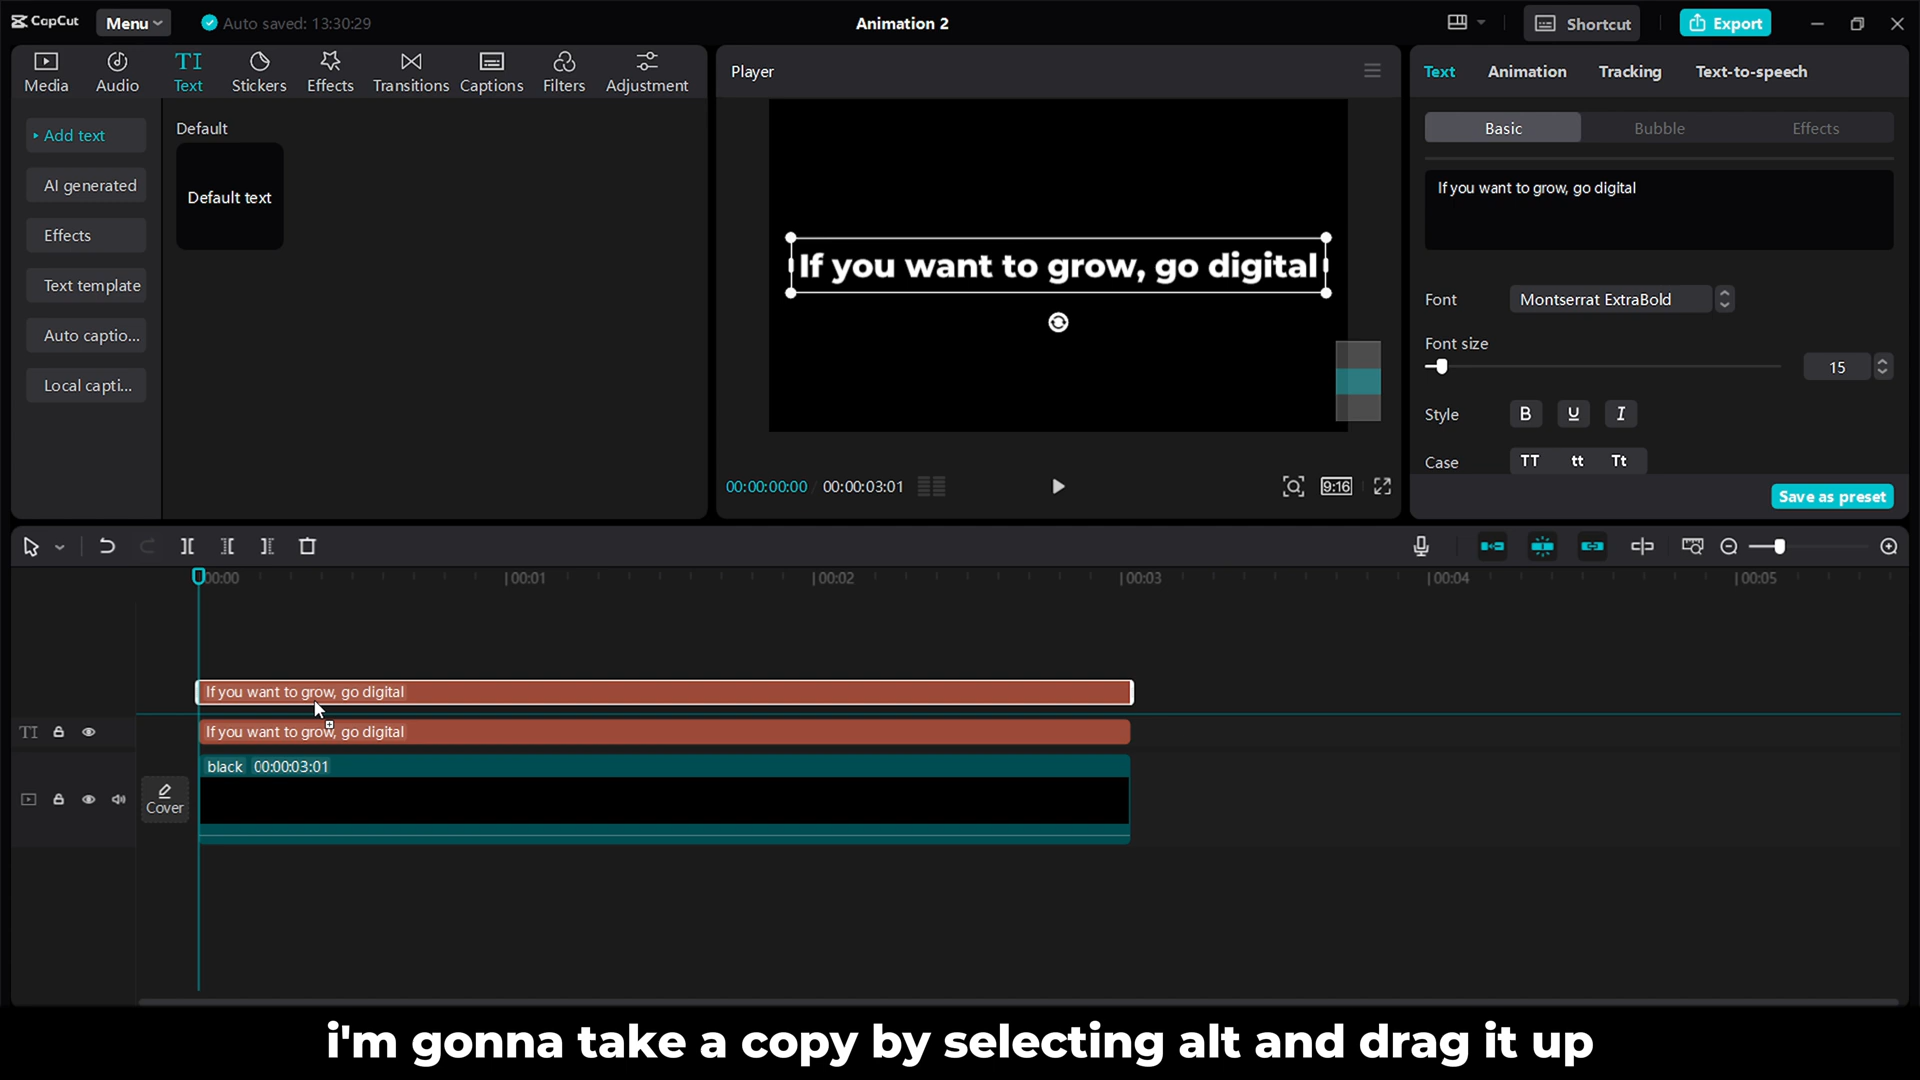 CapCut
Menu
Auto saved: 13:30:29
Animation 2
Shortcut
Export
Media
Audio
TI
Text
Stickers
Effects
Transitions
Captions
Filters
Adjustment
Add text
AI generated
Effects
Text template
Auto captio...
Local capti...
Default
Default text
Player
If you want to grow, go digital
00:00:00:00 / 00:00:03:01
9:16
Text
Animation
Tracking
Text-to-speech
Basic
Bubble
Effects
If you want to grow, go digital
Font
Montserrat ExtraBold
Font size
15
Style
B
U
I
Case
TT
tt
Tt
Save as preset
00:00
00:01
00:02
00:03
00:04
00:05
If you want to grow, go digital
TI
If you want to grow, go digital
black 00:00:03:01
Cover
i'm gonna take a copy by selecting alt and drag it up